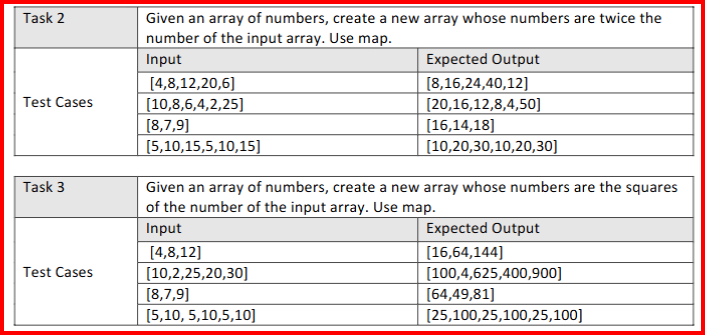 Task 2 Given an array of numbers, create a new array whose numbers are twice the
number of the input array. Use map.
Test Cases
Input Expected Output
[4,8,12,20,6] [8,16,24,40,12]
[10,8,6,4,2,25] [20,16,12,8,4,50]
[8,7,9] [16,14,18]
[5,10,15,5,10,15] [10,20,30,10,20,30]
Task 3 Given an array of numbers, create a new array whose numbers are the squares
of the number of the input array. Use map.
Test Cases
Input Expected Output
[4,8,12] [16,64,144]
[10,2,25,20,30] [100,4,625,400,900]
[8,7,9] [64,49,81]
[5,10, 5,10,5,10] [25,100,25,100,25,100]